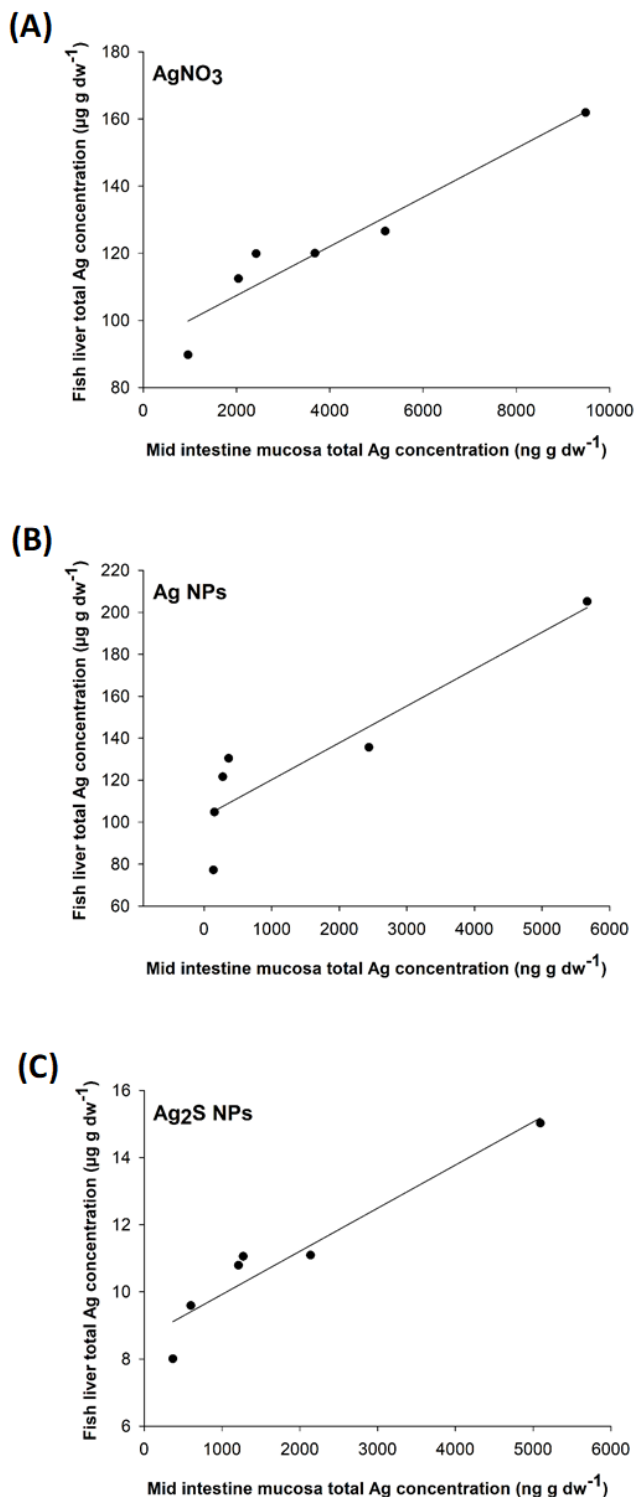 (A)
AgNO3
Fish liver total Ag concentration (µg g dw-1)
180
160
140
120
100
80
0 2000 4000 6000 8000 10000
Mid intestine mucosa total Ag concentration (ng g dw-1)
(B)
Ag NPs
Fish liver total Ag concentration (µg g dw-1)
220
200
180
160
140
120
100
80
60
0 1000 2000 3000 4000 5000 6000
Mid intestine mucosa total Ag concentration (ng g dw-1)
(C)
Ag2S NPs
Fish liver total Ag concentration (µg g dw-1)
16
14
12
10
8
6
0 1000 2000 3000 4000 5000 6000
Mid intestine mucosa total Ag concentration (ng g dw-1)